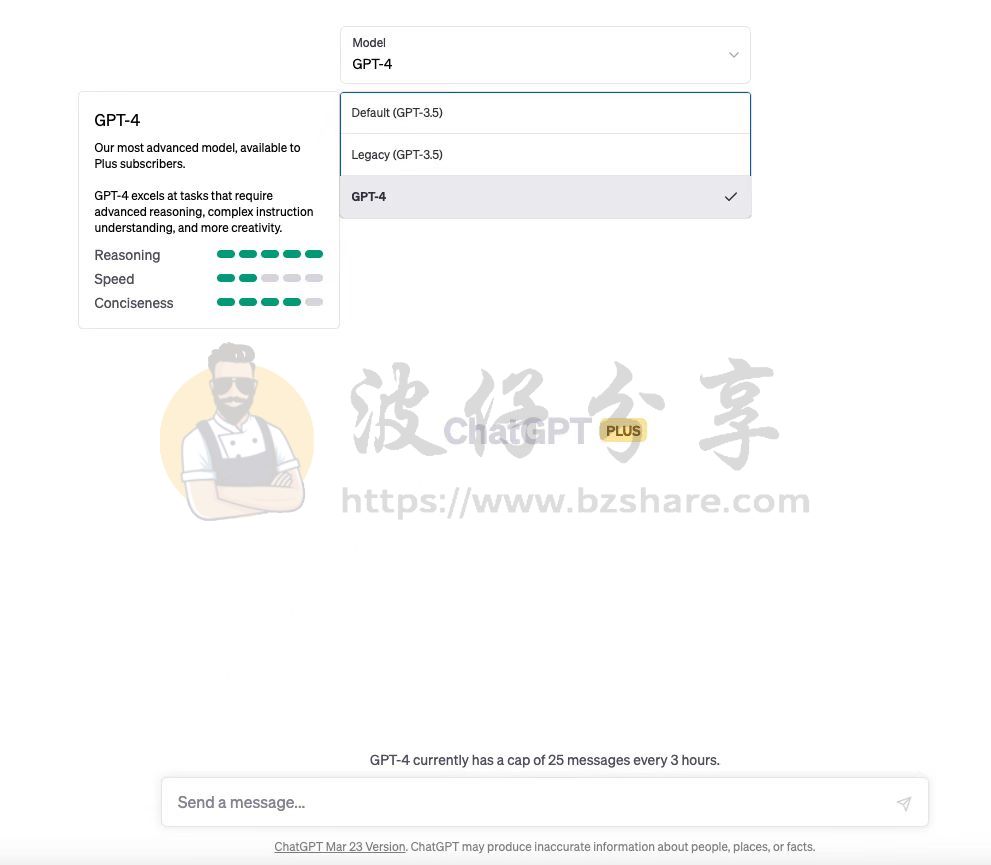 Model
GPT-4
Default (GPT-3.5)
Legacy (GPT-3.5)
GPT-4
GPT-4
Our most advanced model, available to
Plus subscribers.
GPT-4 excels at tasks that require
advanced reasoning, complex instruction
understanding, and more creativity.
Reasoning
Speed
Conciseness
波仔分享
ChatGPT PLUS
https://www.bzshare.com
GPT-4 currently has a cap of 25 messages every 3 hours.
Send a message...
ChatGPT Mar 23 Version. ChatGPT may produce inaccurate information about people, places, or facts.